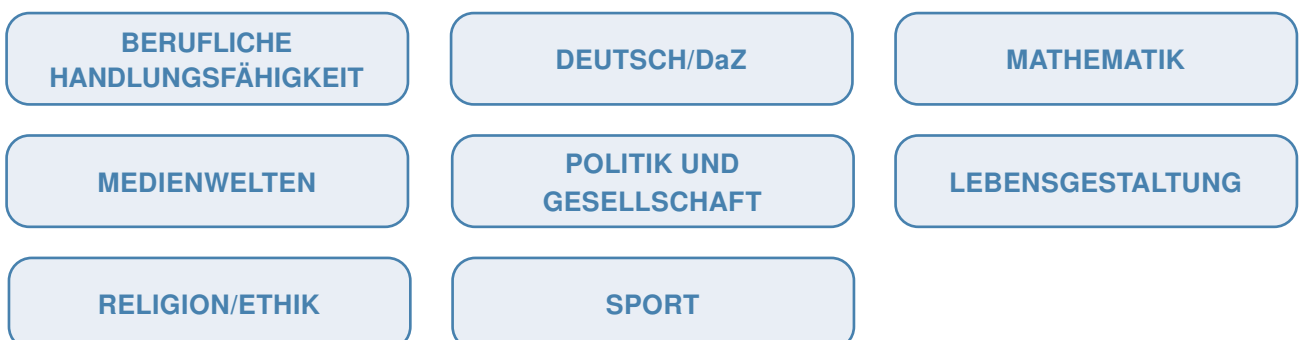 BERUFLICHE
HANDLUNGSFÄHIGKEIT
DEUTSCH/DaZ
MATHEMATIK
MEDIENWELTEN
POLITIK UND
GESELLSCHAFT
LEBENSGESTALTUNG
RELIGION/ETHIK
SPORT